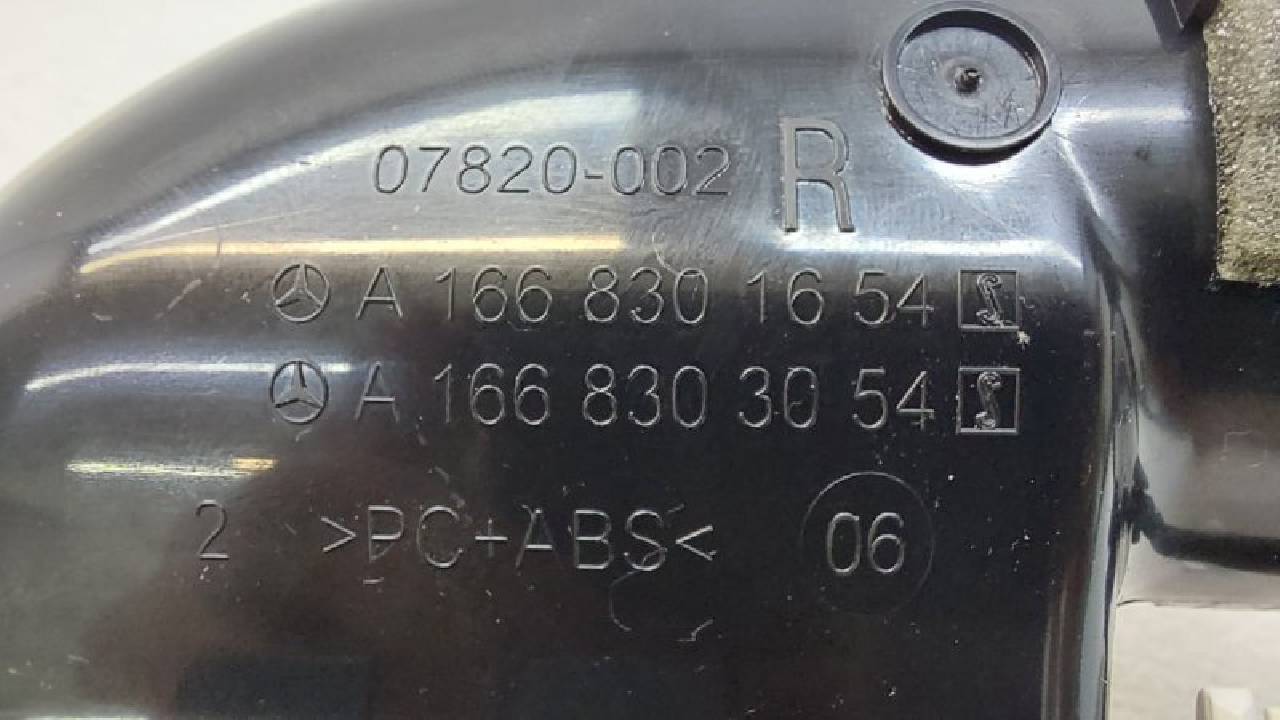 07820-002 R
A 166 830 16 54
A 166 830 30 54
2 >PC+ABS< 06